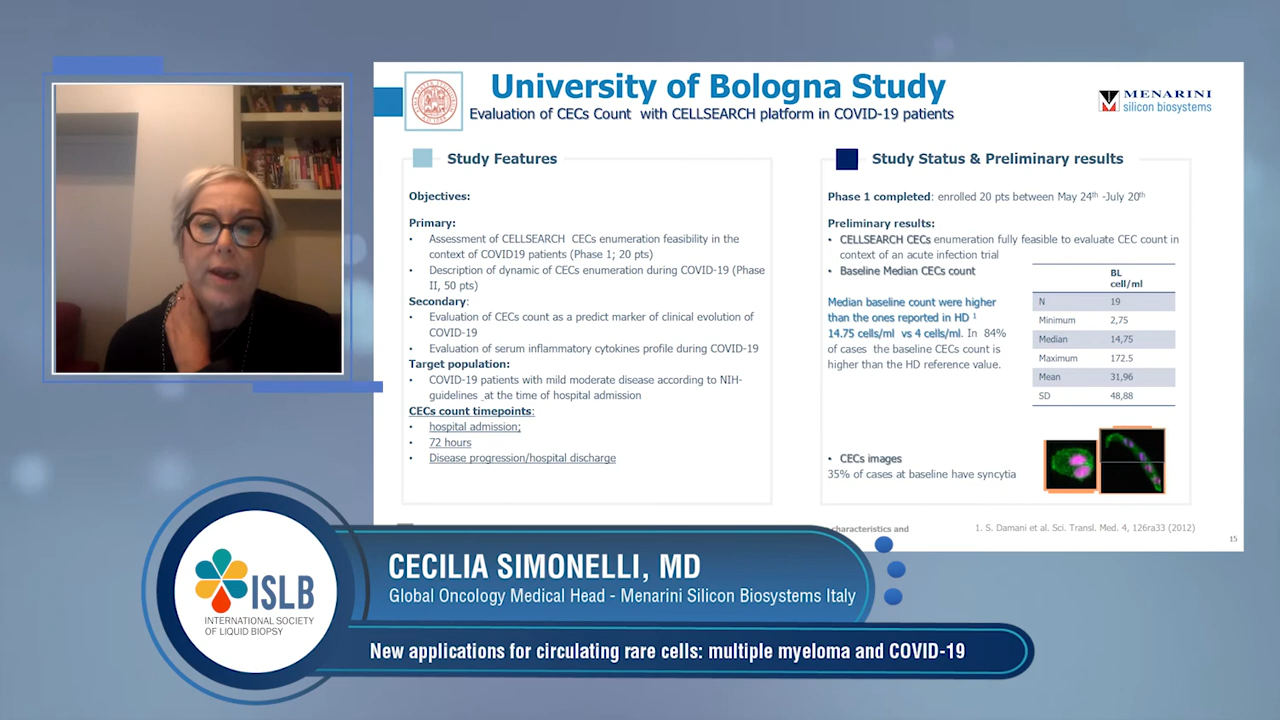 University of Bologna Study
Evaluation of CECs Count with CELLSEARCH platform in COVID-19 patients
MENARINI
silicon biosystems
Study Features
Objectives:
Primary:
• Assessment of CELLSEARCH CECs enumeration feasibility in the
context of COVID19 patients (Phase 1; 20 pts)
• Description of dynamic of CECs enumeration during COVID-19 (Phase
II, 50 pts)
Secondary:
• Evaluation of CECs count as a predict marker of clinical evolution of
COVID-19
• Evaluation of serum inflammatory cytokines profile during COVID-19
Target population:
• COVID-19 patients with mild moderate disease according to NIH-
guidelines at the time of hospital admission
CECs count timepoints:
• hospital admission;
• 72 hours
• Disease progression/hospital discharge
Study Status & Preliminary results
Phase 1 completed: enrolled 20 pts between May 24th -July 20th
Preliminary results:
• CELLSEARCH CECs enumeration fully feasible to evaluate CEC count in
context of an acute infection trial
• Baseline Median CECs count
Median baseline count were higher
than the ones reported in HD 1
14.75 cells/ml vs 4 cells/ml. In 84%
of cases the baseline CECs count is
higher than the HD reference value.
BL
cell/ml
N 19
Minimum 2,75
Median 14,75
Maximum 172.5
Mean 31,96
SD 48,88
• CECs images
35% of cases at baseline have syncytia
characteristics and
1. S. Damani et al. Sci. Transl. Med. 4, 126ra33 (2012)
15
ISLB
INTERNATIONAL SOCIETY
OF LIQUID BIOPSY
CECILIA SIMONELLI, MD
Global Oncology Medical Head - Menarini Silicon Biosystems Italy
New applications for circulating rare cells: multiple myeloma and COVID-19